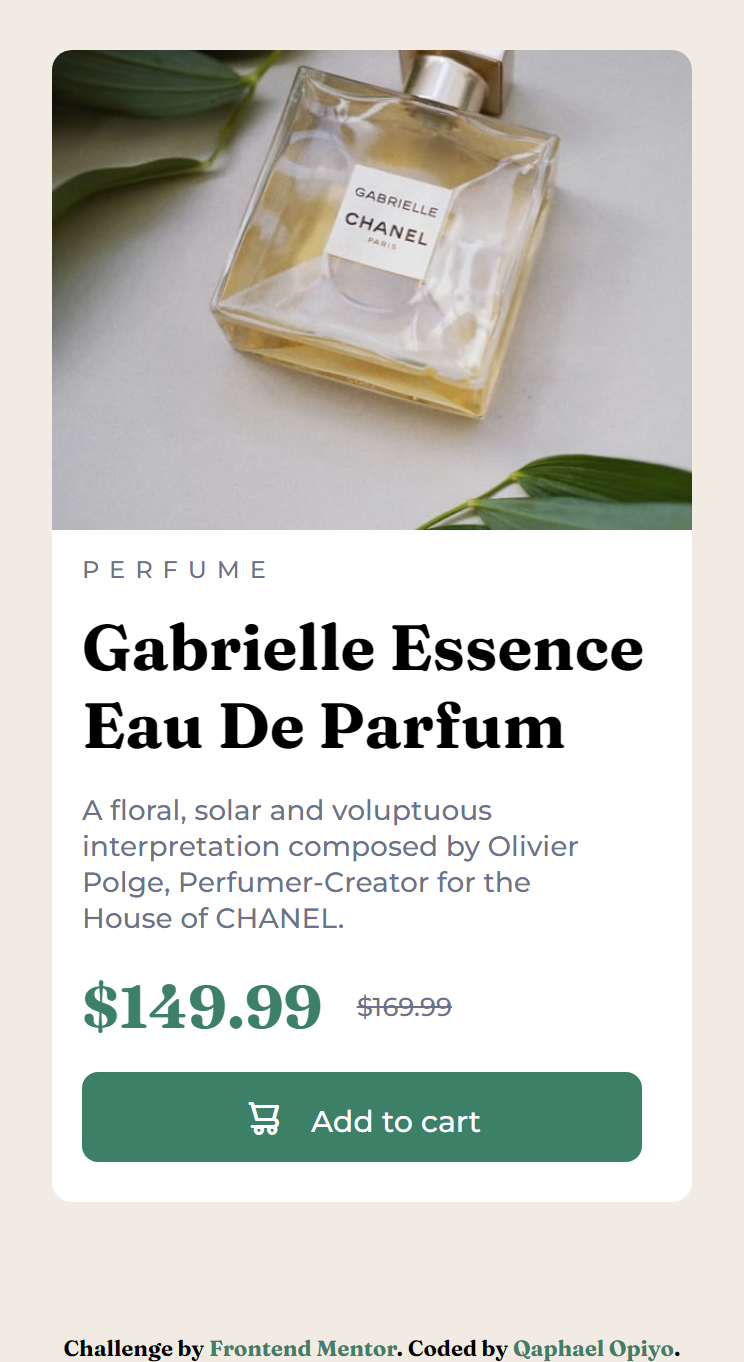 GABRIELLE
CHANEL
PARIS
PERFUME
Gabrielle Essence
Eau De Parfum
A floral, solar and voluptuous
interpretation composed by Olivier
Polge, Perfumer-Creator for the
House of CHANEL.
$149.99 $169.99
Add to cart
Challenge by Frontend Mentor. Coded by Qaphael Opiyo.